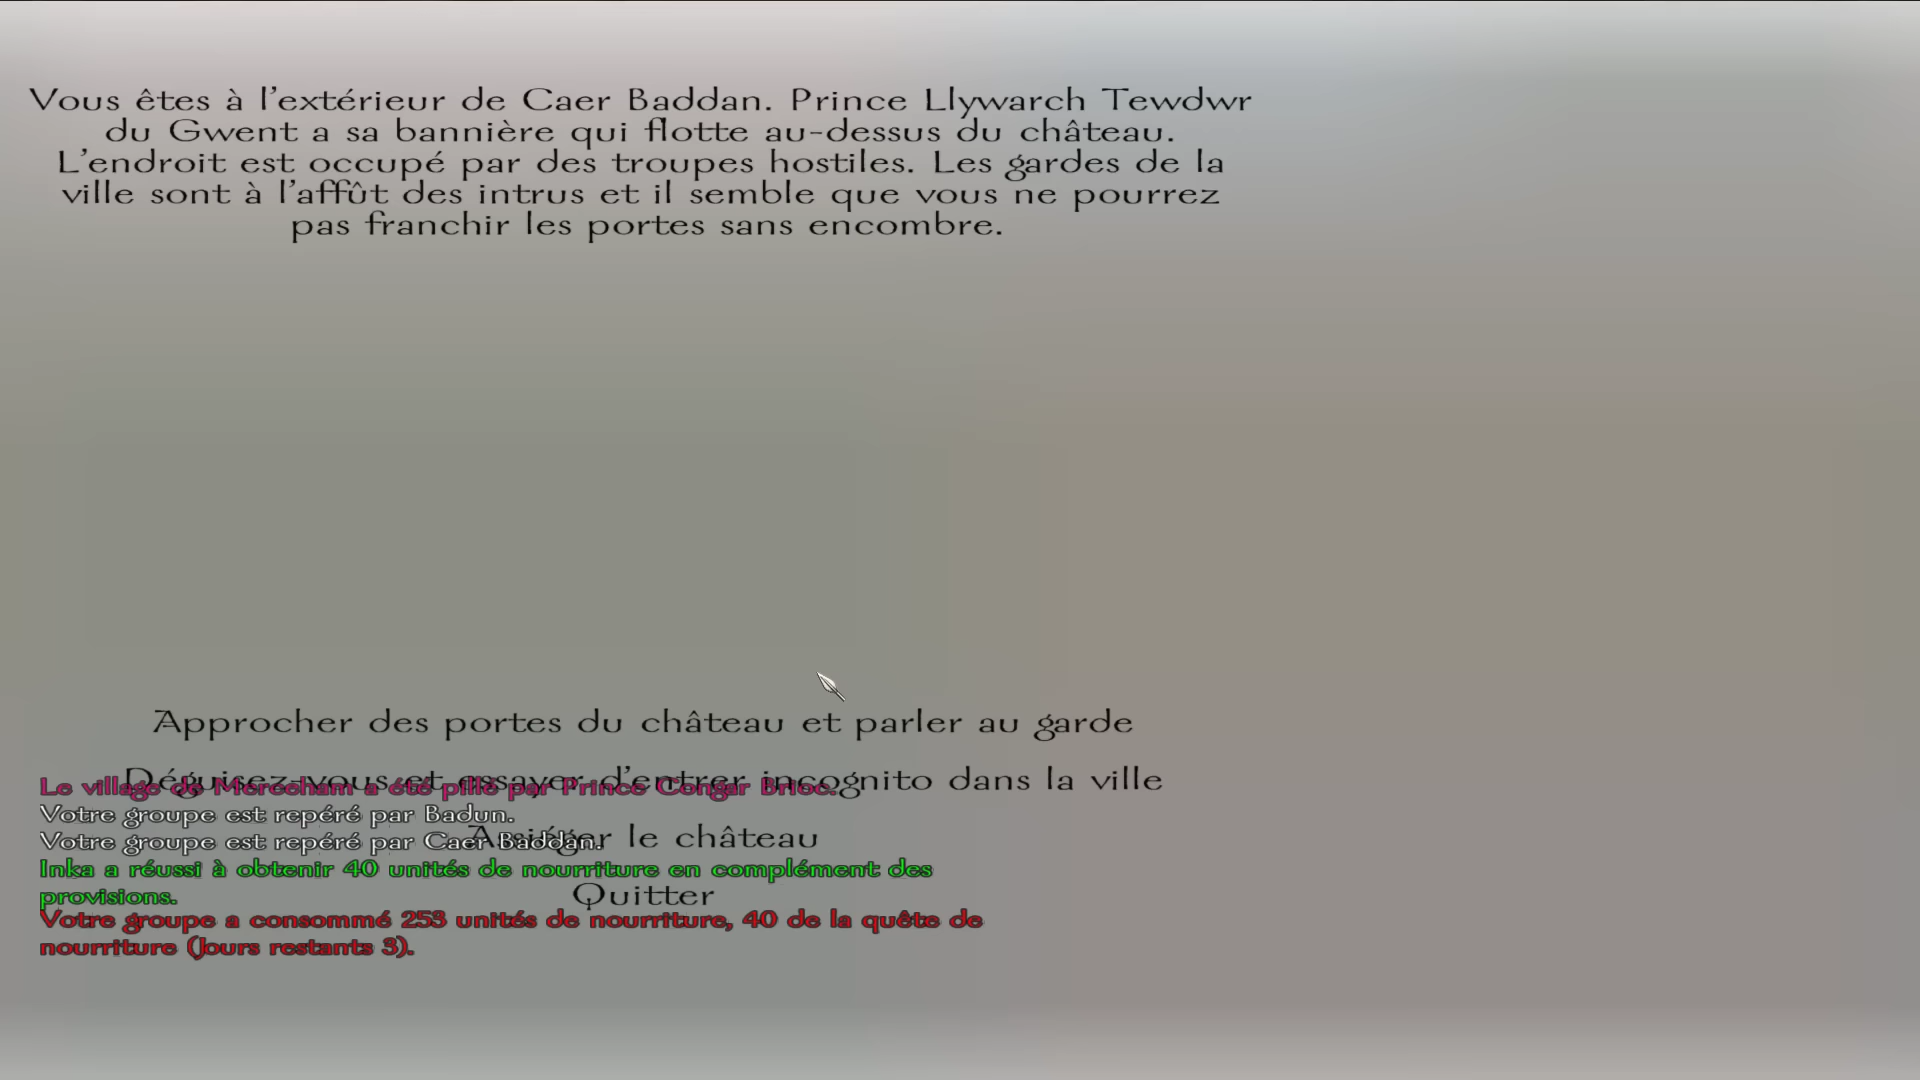 Vous êtes à l'extérieur de Caer Baddan. Prince Llywarch Tewdwr
du Gwent a sa bannière qui flotte au-dessus du château.
L'endroit est occupé par des troupes hostiles. Les gardes de la
ville sont à l'affût des intrus et il semble que vous ne pourrez
pas franchir les portes sans encombre.
Approcher des portes du château et parler au garde
Déguisez-vous et essayer d'entrer incognito dans la ville
Le village de a été pillé par Prince Congar Brioc.
Votre groupe est repéré par Badun.
Assiéger le château
Votre groupe est repéré par Caer Baddan.
Inka a réussi à obtenir 40 unités de nourriture en complément des
provisions.
Quitter
Votre groupe a consommé 253 unités de nourriture, 40 de la quête de
nourriture (Jours restants 3).